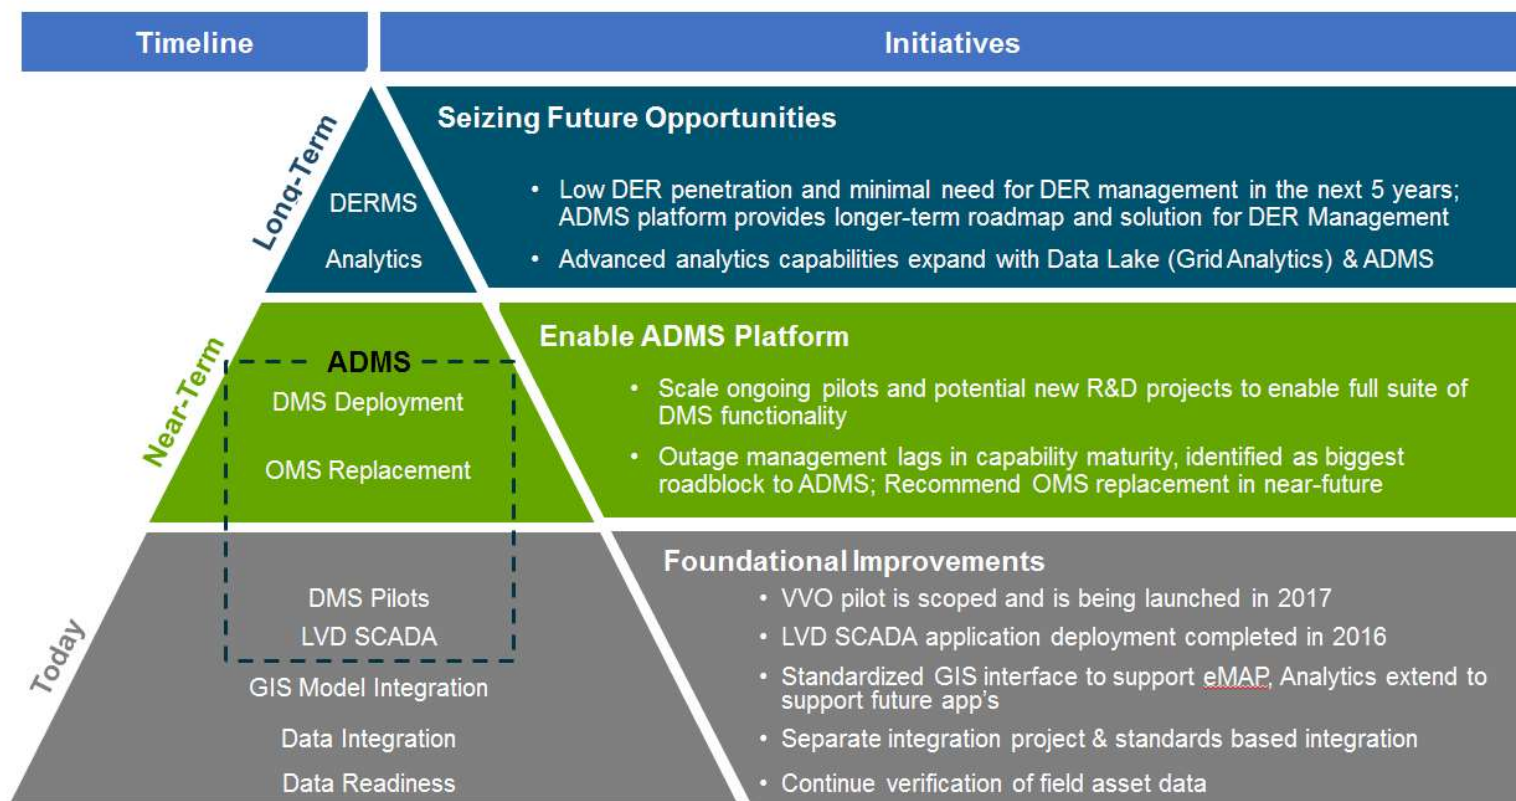 Timeline
Initiatives
Long-Term
DERMS
Analytics
Seizing Future Opportunities
• Low DER penetration and minimal need for DER management in the next 5 years;
ADMS platform provides longer-term roadmap and solution for DER Management
• Advanced analytics capabilities expand with Data Lake (Grid Analytics) & ADMS
Near-Term
ADMS
DMS Deployment
OMS Replacement
Enable ADMS Platform
• Scale ongoing pilots and potential new R&D projects to enable full suite of
DMS functionality
• Outage management lags in capability maturity, identified as biggest
roadblock to ADMS; Recommend OMS replacement in near-future
Today
DMS Pilots
LVD SCADA
GIS Model Integration
Data Integration
Data Readiness
Foundational Improvements
• VVO pilot is scoped and is being launched in 2017
• LVD SCADA application deployment completed in 2016
• Standardized GIS interface to support eMAP, Analytics extend to
support future app's
• Separate integration project & standards based integration
• Continue verification of field asset data